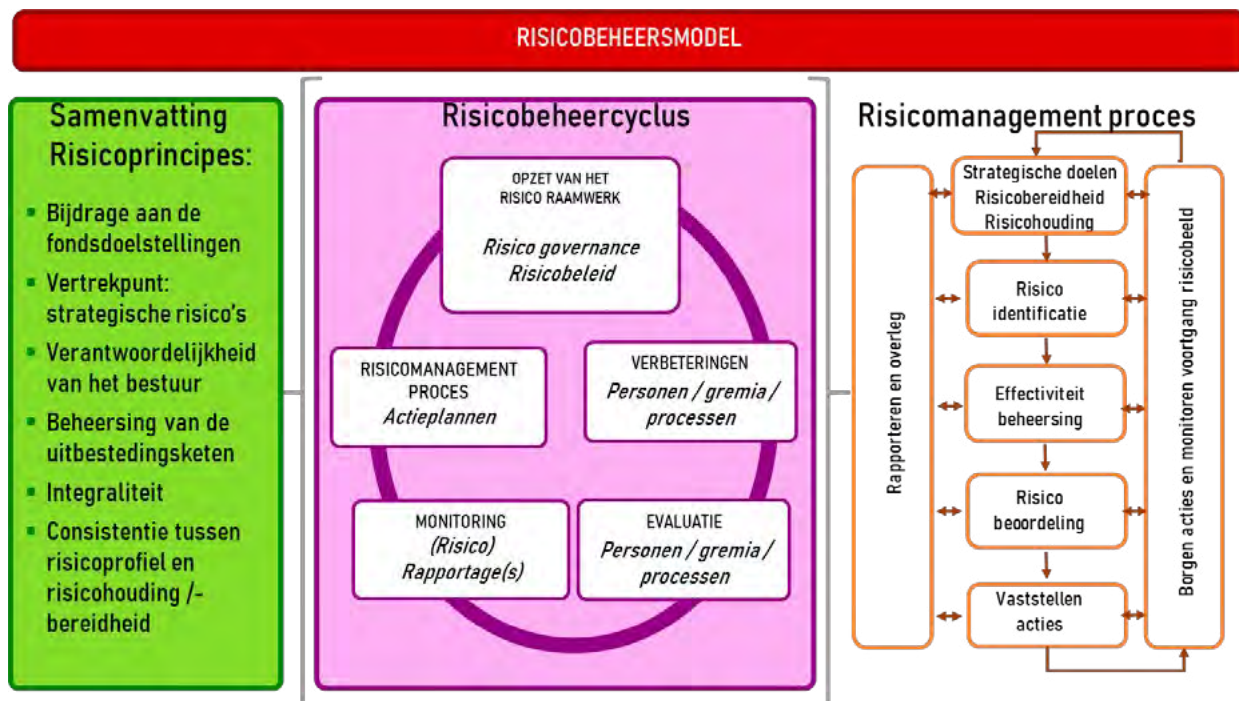 RISICOBEHEERSMODEL
Samenvatting
Risicoprincipes:
▪ Bijdrage aan de
fondsdoelstellingen
▪ Vertrekpunt:
strategische risico's
▪ Verantwoordelijkheid
van het bestuur
▪ Beheersing van de
uitbestedingsketen
▪ Integraliteit
▪ Consistentie tussen
risicoprofiel en
risicohouding /-
bereidheid
Risicobeheercyclus
OPZET VAN HET
RISICO RAAMWERK
Risico governance
Risicobeleid
RISICOMANAGEMENT
PROCES
Actieplannen
VERBETERINGEN
Personen / gremia /
processen
MONITORING
(Risico)
Rapportage(s)
EVALUATIE
Personen / gremia /
processen
Risicomanagement proces
Rapporteren en overleg
Strategische doelen
Risicobereidheid
Risicohouding
Risico
identificatie
Effectiviteit
beheersing
Risico
beoordeling
Vaststellen
acties
Borgen acties en monitoren voortgang risicobeeld